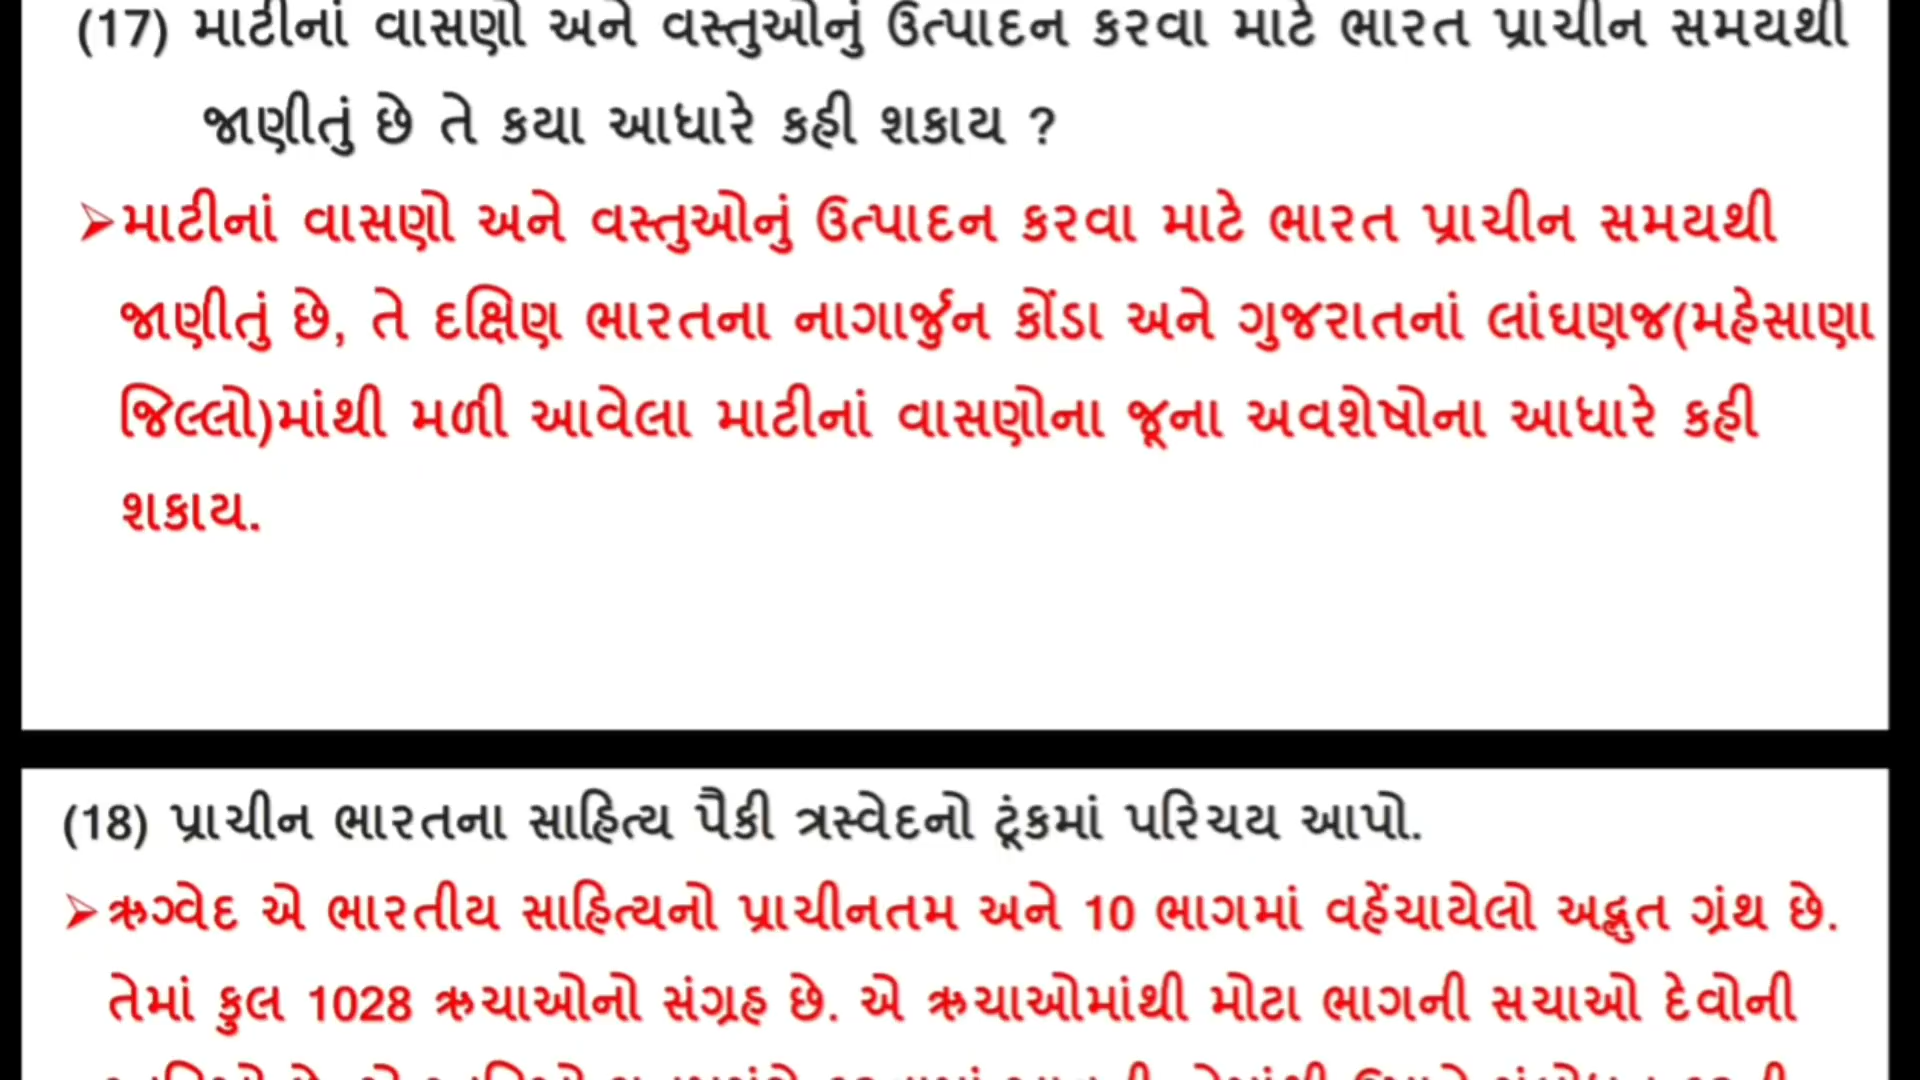 (17) માટીનાં વાસણો અને વસ્તુઓનું ઉત્પાદન કરવા માટે ભારત પ્રાચીન સમયથી
જાણીતું છે તે કયા આધારે કહી શકાય ?
➢માટીનાં વાસણો અને વસ્તુઓનું ઉત્પાદન કરવા માટે ભારત પ્રાચીન સમયથી
જાણીતું છે, તે દક્ષિણ ભારતના નાગાર્જુન કોંડા અને ગુજરાતનાં લાંઘણજ(મહેસાણા
જિલ્લો)માંથી મળી આવેલા માટીનાં વાસણોના જૂના અવશેષોના આધારે કહી
શકાય.
(18) પ્રાચીન ભારતના સાહિત્ય પૈકી ત્રસ્વેદનો ટૂંકમાં પરિચય આપો.
➢ઋગ્વેદ એ ભારતીય સાહિત્યનો પ્રાચીનતમ અને 10 ભાગમાં વહેંચાયેલો અદ્ભુત ગ્રંથ છે.
તેમાં કુલ 1028 ઋચાઓનો સંગ્રહ છે. એ ઋચાઓમાંથી મોટા ભાગની સચાઓ દેવોની